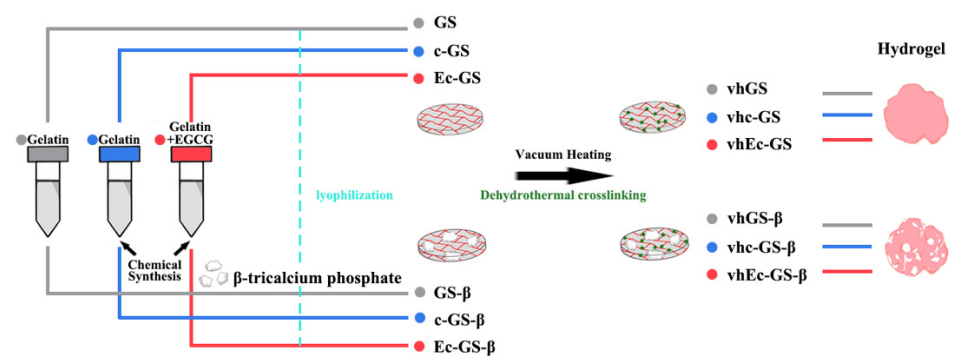 GS
c-GS
Ec-GS
Hydrogel
vhGS
vhc-GS
vhEc-GS
Gelatin
Gelatin
Gelatin
+EGCG
Vacuum Heating
lyophilization
Dehydrothermal crosslinking
Chemical
Synthesis
β-tricalcium phosphate
vhGS-β
vhc-GS-β
vhEc-GS-β
GS-β
c-GS-β
Ec-GS-β